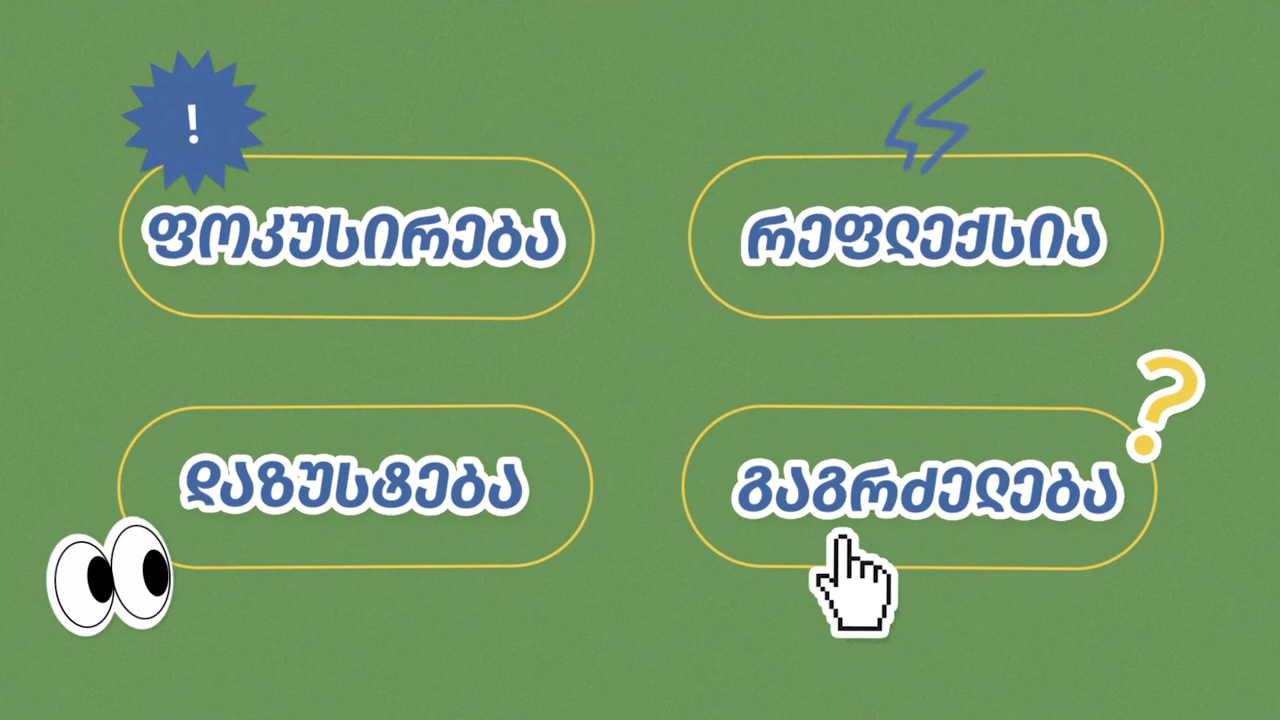 !
ფოკუსირება
რეფლექსია
?
დაზუსტება
გაგრძელება